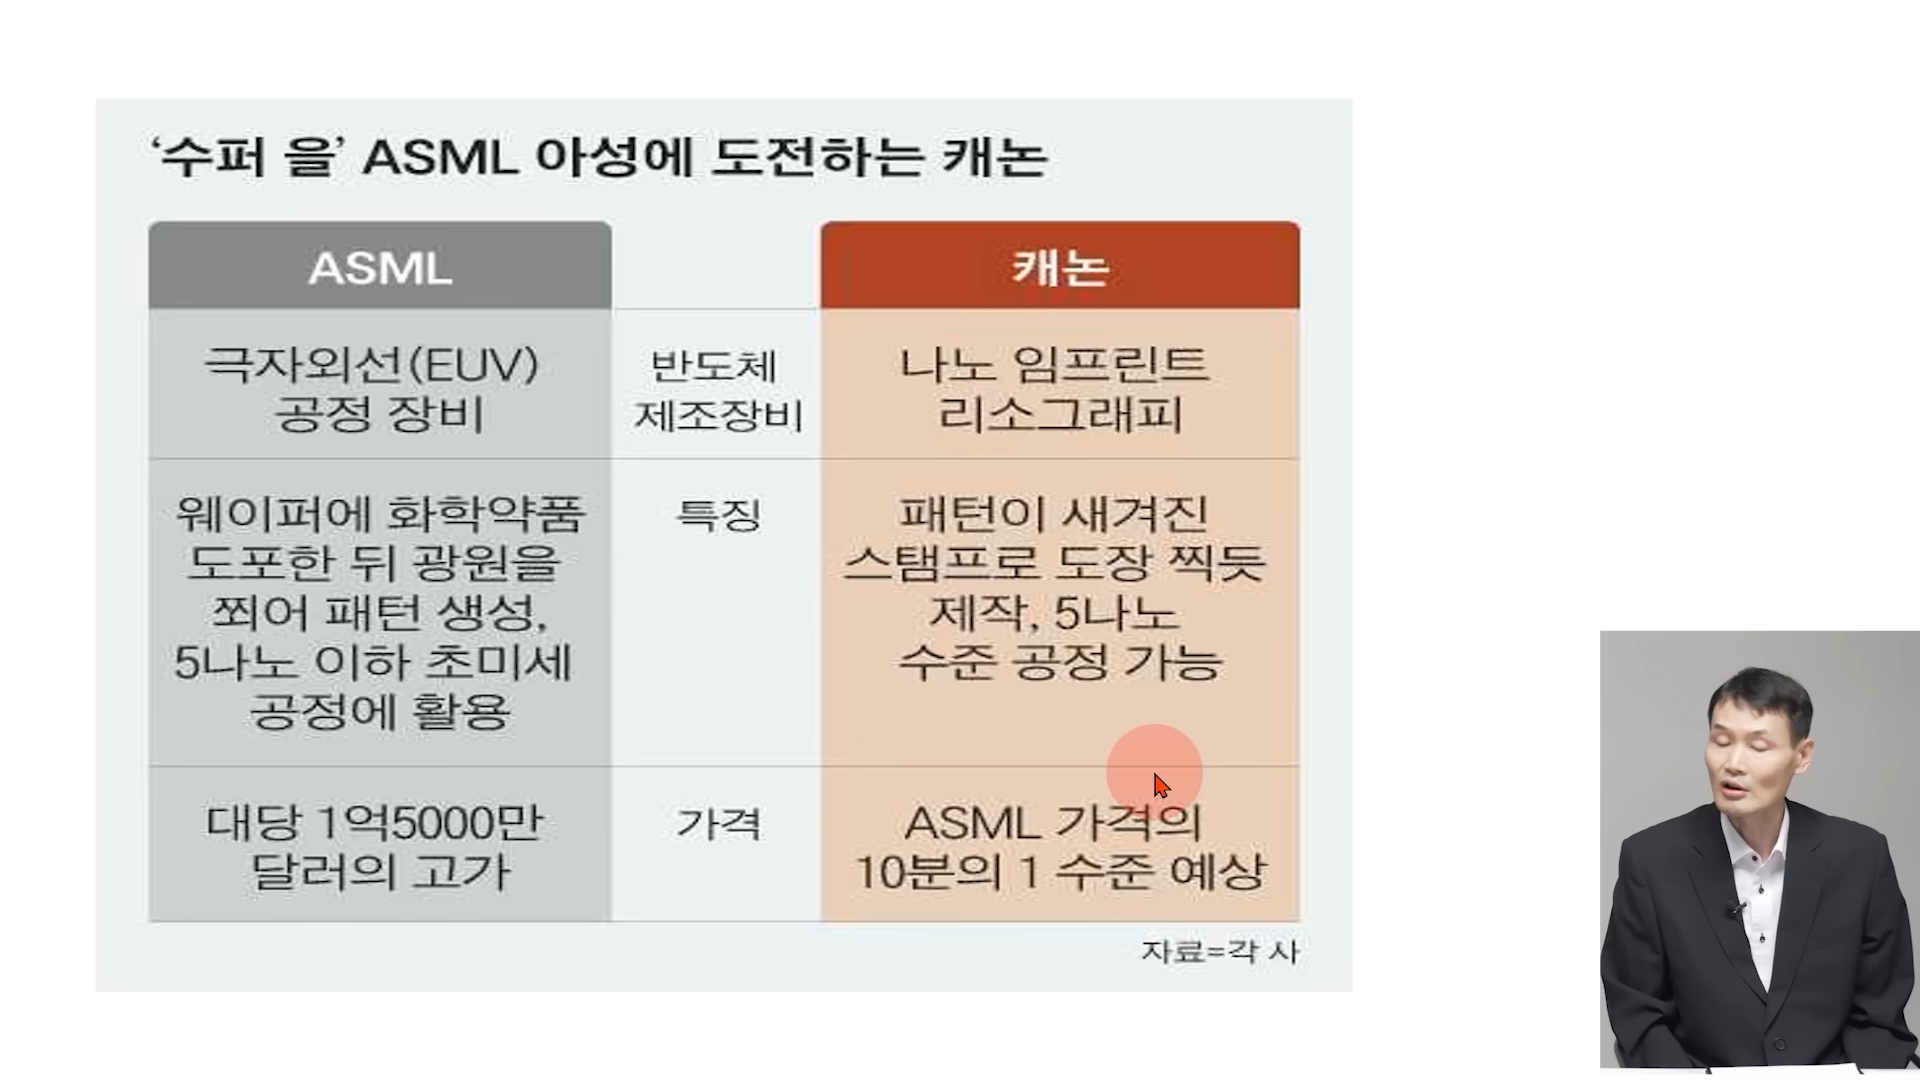 ‘수퍼 을’ ASML 아성에 도전하는 캐논
ASML
캐논
극자외선(EUV)
공정 장비
반도체
제조장비
나노 임프린트
리소그래피
웨이퍼에 화학약품
도포한 뒤 광원을
쬐어 패턴 생성,
5나노 이하 초미세
공정에 활용
특징
패턴이 새겨진
스탬프로 도장 찍듯
제작, 5나노
수준 공정 가능
대당 1억5000만
달러의 고가
가격
ASML 가격의
10분의 1 수준 예상
자료=각 사